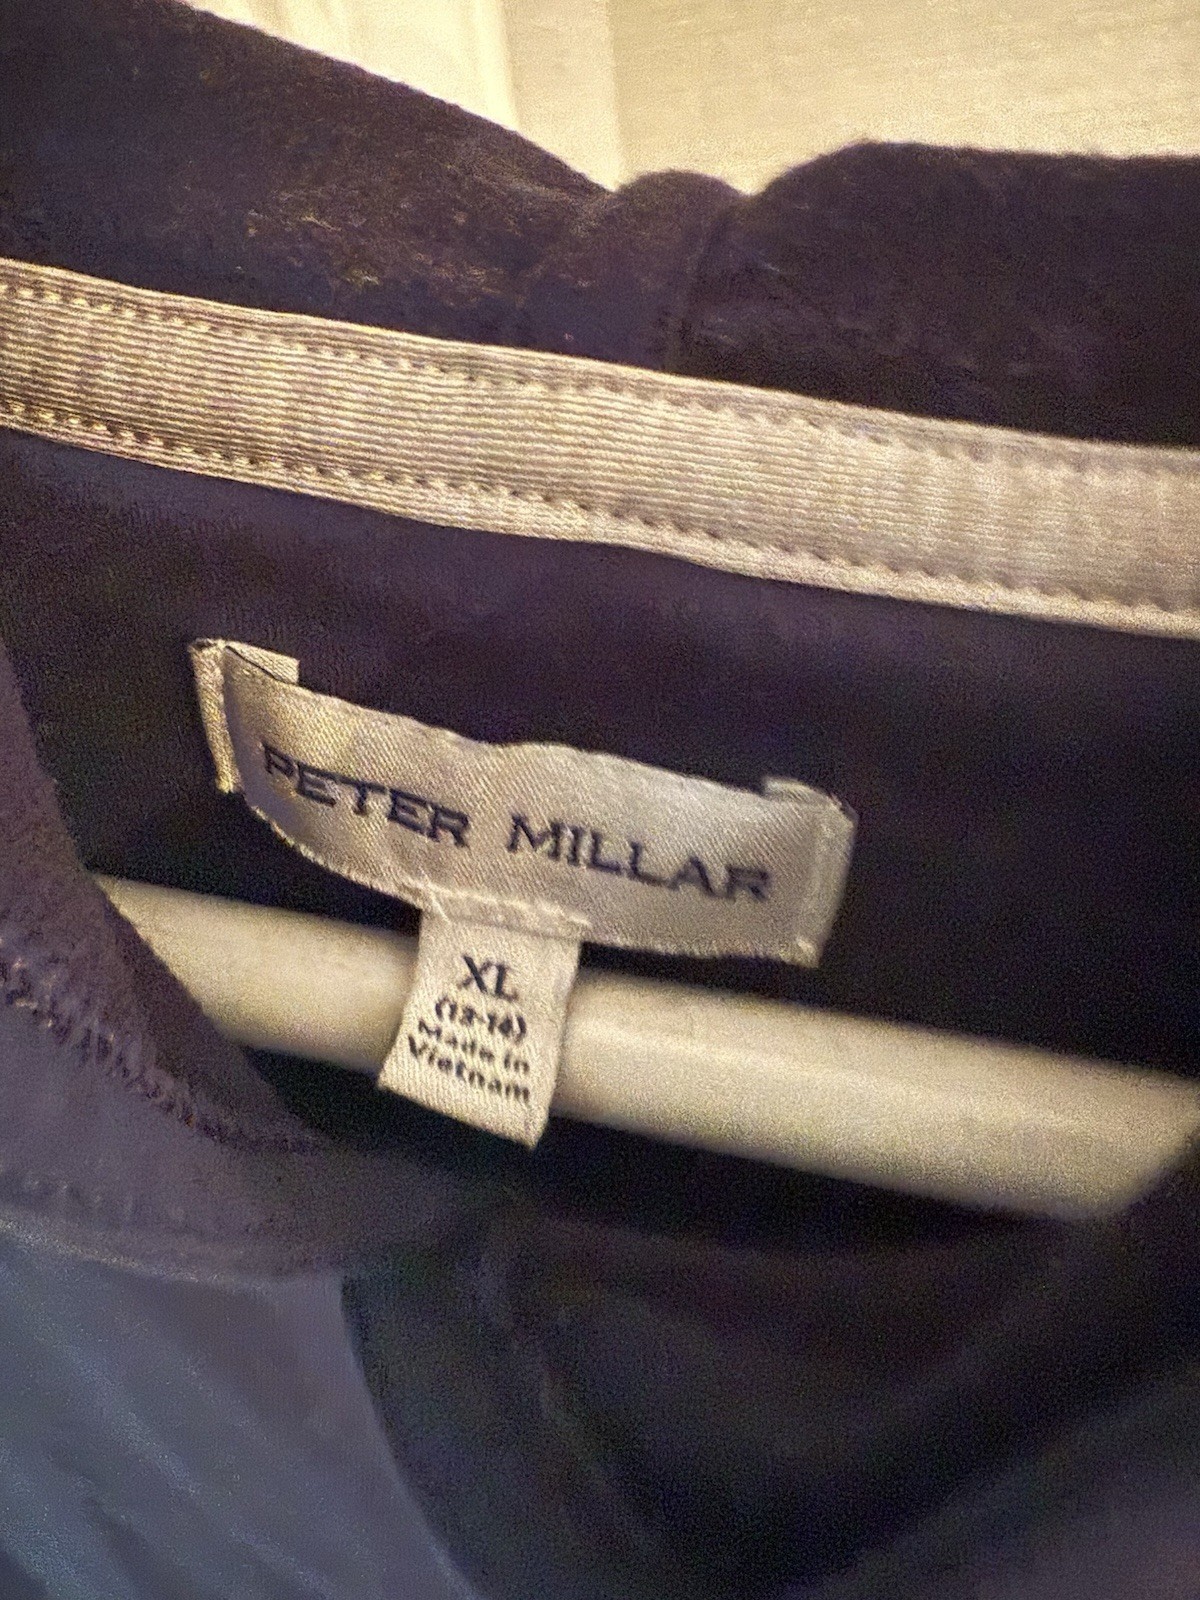 PETER MILLAR
XL
Made in
Vietnam